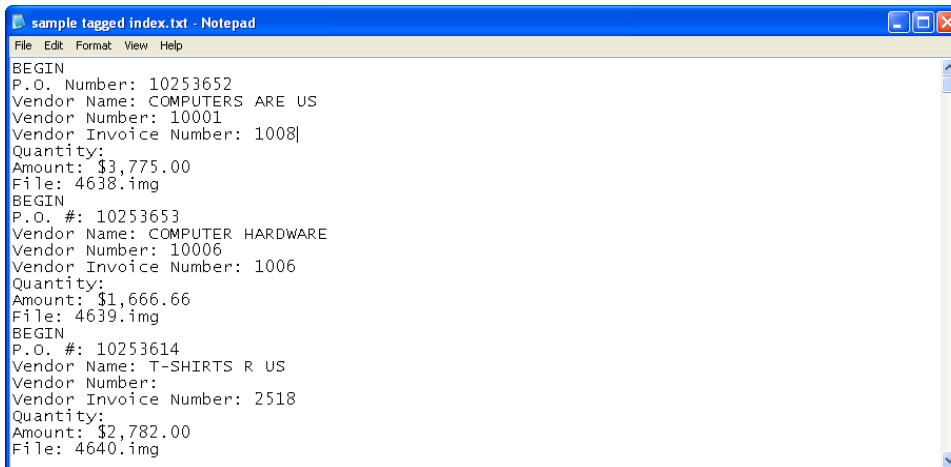 sample tagged index.txt - Notepad
File Edit Format View Help
BEGIN
P.O. Number: 10253652
Vendor Name: COMPUTERS ARE US
Vendor Number: 10001
Vendor Invoice Number: 1008
Quantity:
Amount: $3,775.00
File: 4638.img
BEGIN
P.O. #: 10253653
Vendor Name: COMPUTER HARDWARE
Vendor Number: 10006
Vendor Invoice Number: 1006
Quantity:
Amount: $1,666.66
File: 4639.img
BEGIN
P.O. #: 10253614
Vendor Name: T-SHIRTS R US
Vendor Number:
Vendor Invoice Number: 2518
Quantity:
Amount: $2,782.00
File: 4640.img